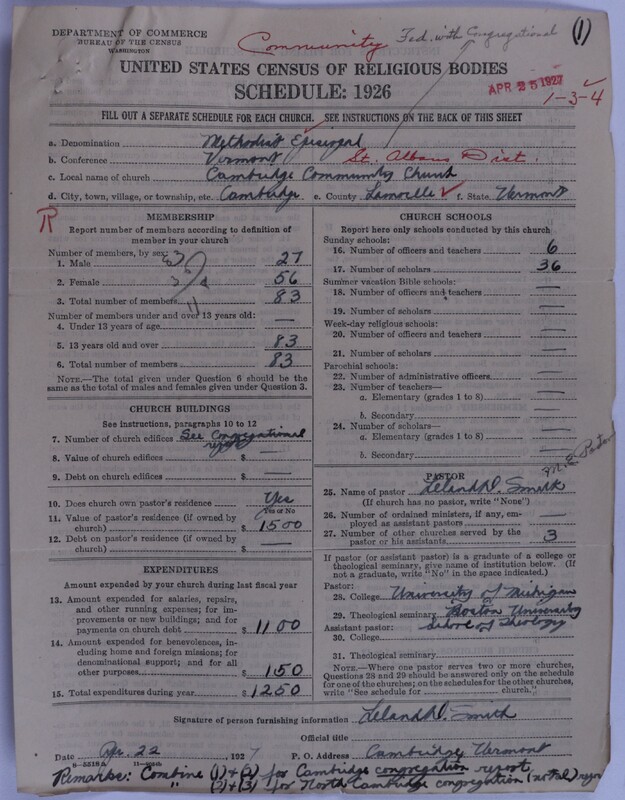 DEPARTMENT OF COMMERCE
BUREAU OF THE CENSUS
WASHINGTON
Community
Fed. with Congregational
(1)
UNITED STATES CENSUS OF RELIGIOUS BODIES
SCHEDULE: 1926
APR 25 1927
1-3-4
FILL OUT A SEPARATE SCHEDULE FOR EACH CHURCH. SEE INSTRUCTIONS ON THE BACK OF THIS SHEET
a. Denomination Methodist Episcopal
b. Conference Vermont St. Albans Dist.
c. Local name of church Cambridge Community Church
d. City, town, village, or township, etc. Cambridge e. County Lamoille f. State Vermont
R
MEMBERSHIP
Report number of members according to definition of
member in your church
Number of members, by sex:
1. Male 27
2. Female 56
3. Total number of members 83
Number of members under and over 13 years old:
4. Under 13 years of age —
5. 13 years old and over 83
6. Total number of members 83
NOTE.—The total given under Question 6 should be the
same as the total of males and females given under Question 3.
CHURCH BUILDINGS
See instructions, paragraphs 10 to 12
7. Number of church edifices See Congregational
report
8. Value of church edifices $ —
9. Debt on church edifices $ —
10. Does church own pastor's residence Yes
Yes or No
11. Value of pastor's residence (if owned by
church) $ 1500
12. Debt on pastor's residence (if owned by
church) $ —
EXPENDITURES
Amount expended by your church during last fiscal year
13. Amount expended for salaries, repairs,
and other running expenses; for im-
provements or new buildings; and for
payments on church debt $ 1100
14. Amount expended for benevolences, in-
cluding home and foreign missions; for
denominational support; and for all
other purposes $ 150
15. Total expenditures during year $ 1250
CHURCH SCHOOLS
Report here only schools conducted by this church
Sunday schools:
16. Number of officers and teachers 6
17. Number of scholars 36
Summer vacation Bible schools:
18. Number of officers and teachers —
19. Number of scholars —
Week-day religious schools:
20. Number of officers and teachers —
21. Number of scholars —
Parochial schools:
22. Number of administrative officers —
23. Number of teachers—
a. Elementary (grades 1 to 8) —
b. Secondary —
24. Number of scholars—
a. Elementary (grades 1 to 8) —
b. Secondary —
M. E. Pastor
PASTOR
25. Name of pastor Leland D. Smith
(If church has no pastor, write "None")
26. Number of ordained ministers, if any, em-
ployed as assistant pastors —
27. Number of other churches served by the
pastor or his assistants 3
If pastor (or assistant pastor) is a graduate of a college or
theological seminary, give name of institution below. (If
not a graduate, write "No" in the space indicated.)
Pastor:
28. College University of Michigan
29. Theological seminary Boston University
Assistant pastor: School of Theology
30. College
31. Theological seminary
NOTE.—Where one pastor serves two or more churches,
Questions 28 and 29 should be answered only on the schedule
for one of the churches; on the schedules for the other churches,
write "See schedule for church."
Signature of person furnishing information Leland D. Smith
Official title
Date Apr. 22, 1927 P. O. Address Cambridge Vermont
Remarks: Combine (1) + (2) for Cambridge congregation report
" (2) + (3) for North Cambridge congregation